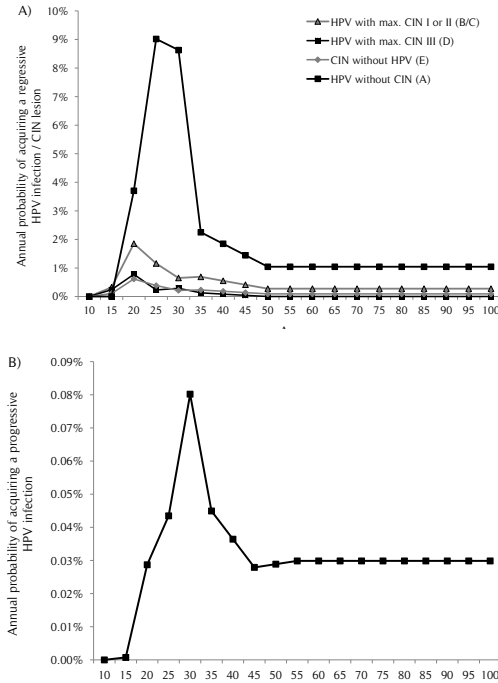 A)
Annual probability of acquiring a regressive
HPV infection / CIN lesion
10%
9%
8%
7%
6%
5%
4%
3%
2%
1%
0%
HPV with max. CIN I or II (B/C)
HPV with max. CIN III (D)
CIN without HPV (E)
HPV without CIN (A)
10 15 20 25 30 35 40 45 50 55 60 65 70 75 80 85 90 95 100
B)
Annual probability of acquiring a progressive
HPV infection
0.09%
0.08%
0.07%
0.06%
0.05%
0.04%
0.03%
0.02%
0.01%
0.00%
10 15 20 25 30 35 40 45 50 55 60 65 70 75 80 85 90 95 100